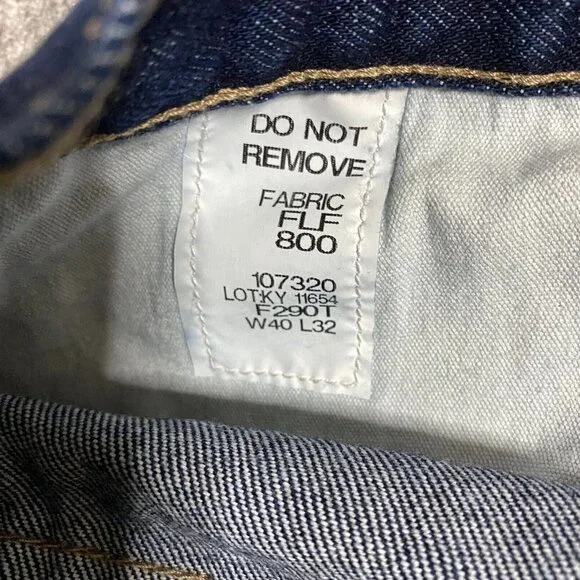 DO NOT
REMOVE
FABRIC
FLF
800
107320
LOT:KY 11654
F290T
W40 L32